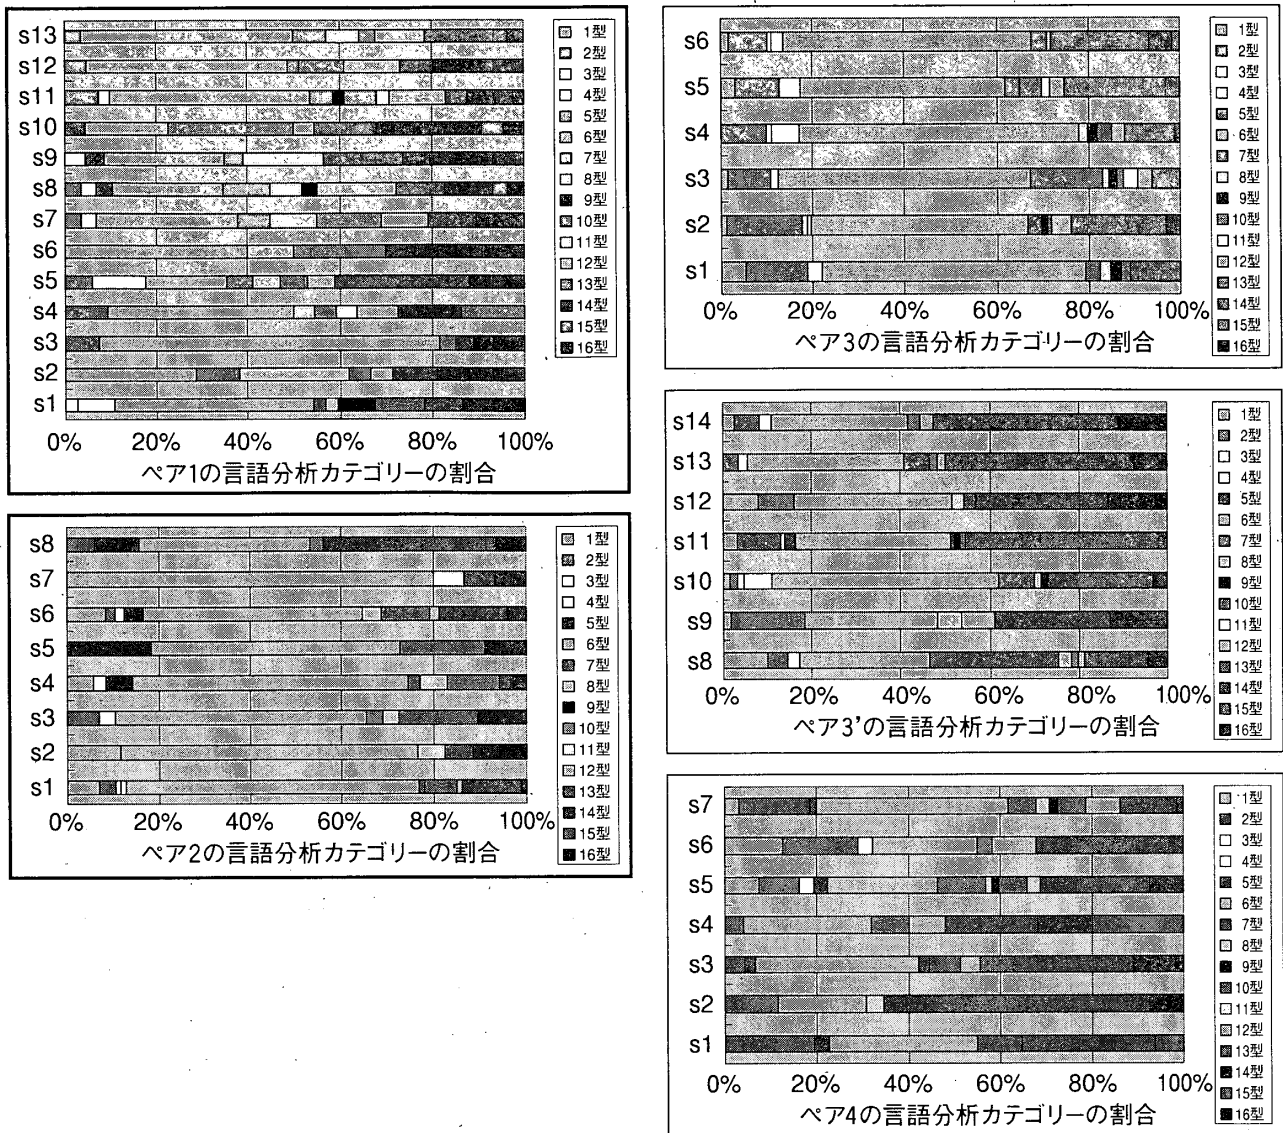 s13
s12
s11
s10
s9
s8
s7
s6
s5
s4
s3
s2
s1
0% 20% 40% 60% 80% 100%
ペア1の言語分析カテゴリーの割合
1型
2型
3型
4型
5型
6型
7型
8型
9型
10型
11型
12型
13型
14型
15型
16型
s8
s7
s6
s5
s4
s3
s2
s1
0% 20% 40% 60% 80% 100%
ペア2の言語分析カテゴリーの割合
1型
2型
3型
4型
5型
6型
7型
8型
9型
10型
11型
12型
13型
14型
15型
16型
s6
s5
s4
s3
s2
s1
0% 20% 40% 60% 80% 100%
ペア3の言語分析カテゴリーの割合
1型
2型
3型
4型
5型
6型
7型
8型
9型
10型
11型
12型
13型
14型
15型
16型
s14
s13
s12
s11
s10
s9
s8
0% 20% 40% 60% 80% 100%
ペア3'の言語分析カテゴリーの割合
1型
2型
3型
4型
5型
6型
7型
8型
9型
10型
11型
12型
13型
14型
15型
16型
s7
s6
s5
s4
s3
s2
s1
0% 20% 40% 60% 80% 100%
ペア4の言語分析カテゴリーの割合
1型
2型
3型
4型
5型
6型
7型
8型
9型
10型
11型
12型
13型
14型
15型
16型